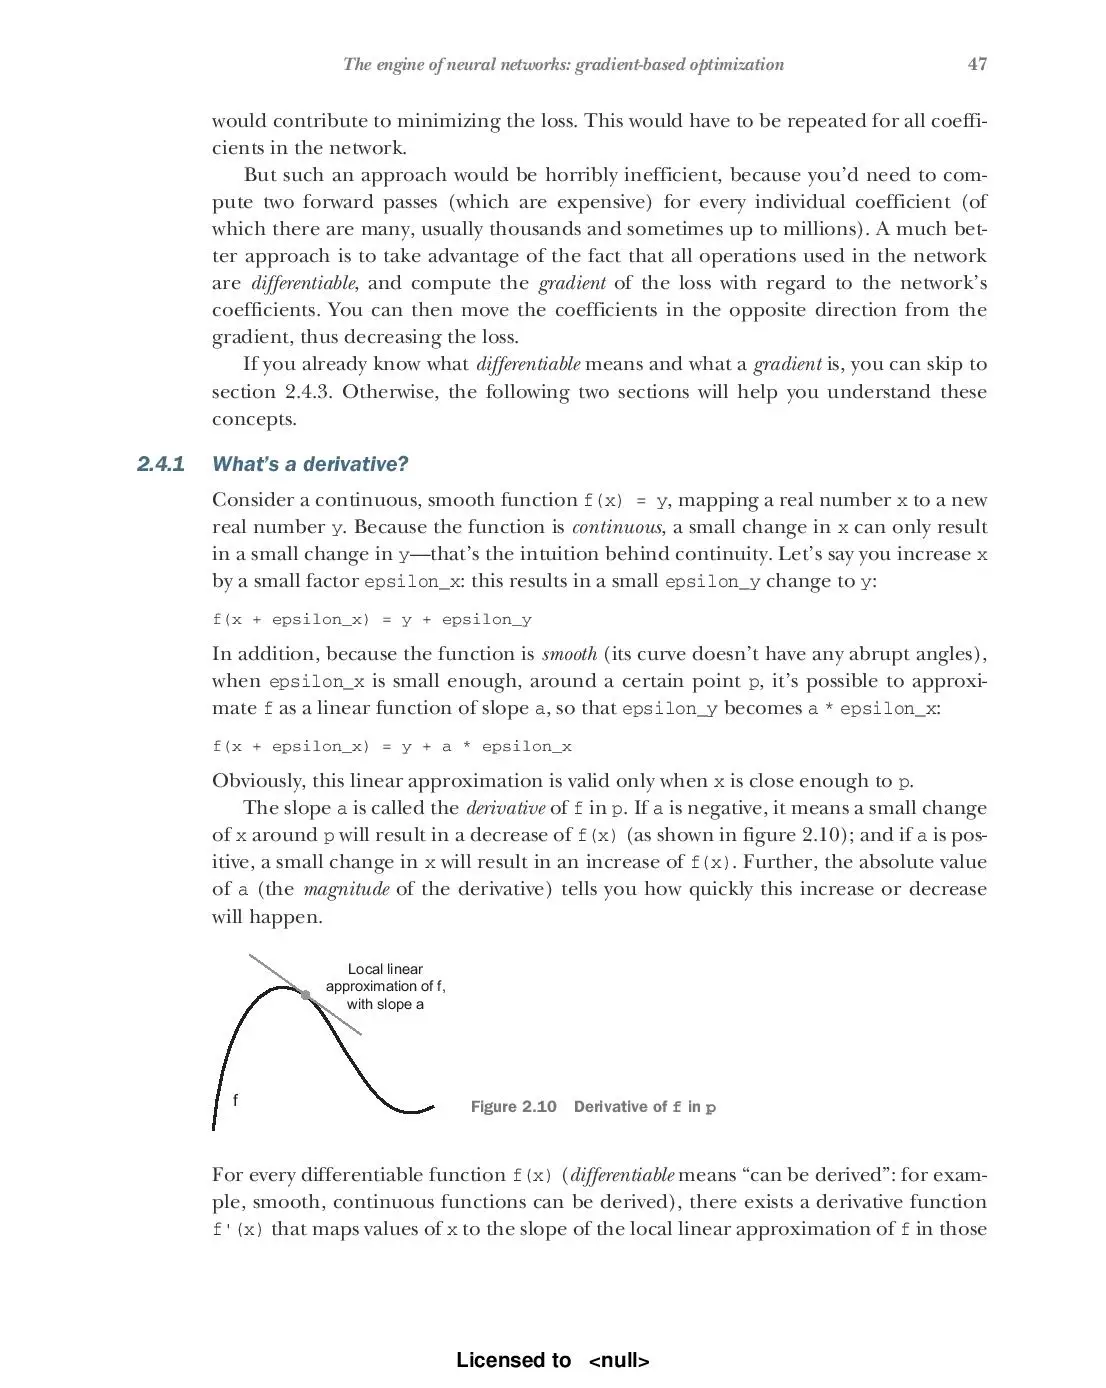 The engine of neural networks: gradient-based optimization 47
would contribute to minimizing the loss. This would have to be repeated for all coeffi-
cients in the network.
But such an approach would be horribly inefficient, because you’d need to com-
pute two forward passes (which are expensive) for every individual coefficient (of
which there are many, usually thousands and sometimes up to millions). A much bet-
ter approach is to take advantage of the fact that all operations used in the network
are differentiable, and compute the gradient of the loss with regard to the network’s
coefficients. You can then move the coefficients in the opposite direction from the
gradient, thus decreasing the loss.
If you already know what differentiable means and what a gradient is, you can skip to
section 2.4.3. Otherwise, the following two sections will help you understand these
concepts.
2.4.1 What’s a derivative?
Consider a continuous, smooth function f(x) = y, mapping a real number x to a new
real number y. Because the function is continuous, a small change in x can only result
in a small change in y—that’s the intuition behind continuity. Let’s say you increase x
by a small factor epsilon_x: this results in a small epsilon_y change to y:
f(x + epsilon_x) = y + epsilon_y
In addition, because the function is smooth (its curve doesn’t have any abrupt angles),
when epsilon_x is small enough, around a certain point p, it’s possible to approxi-
mate f as a linear function of slope a, so that epsilon_y becomes a * epsilon_x:
f(x + epsilon_x) = y + a * epsilon_x
Obviously, this linear approximation is valid only when x is close enough to p.
The slope a is called the derivative of f in p. If a is negative, it means a small change
of x around p will result in a decrease of f(x) (as shown in figure 2.10); and if a is pos-
itive, a small change in x will result in an increase of f(x). Further, the absolute value
of a (the magnitude of the derivative) tells you how quickly this increase or decrease
will happen.
Local linear
approximation of f,
with slope a
f
Figure 2.10 Derivative of f in p
For every differentiable function f(x) (differentiable means “can be derived”: for exam-
ple, smooth, continuous functions can be derived), there exists a derivative function
f'(x) that maps values of x to the slope of the local linear approximation of f in those
Licensed to <null>